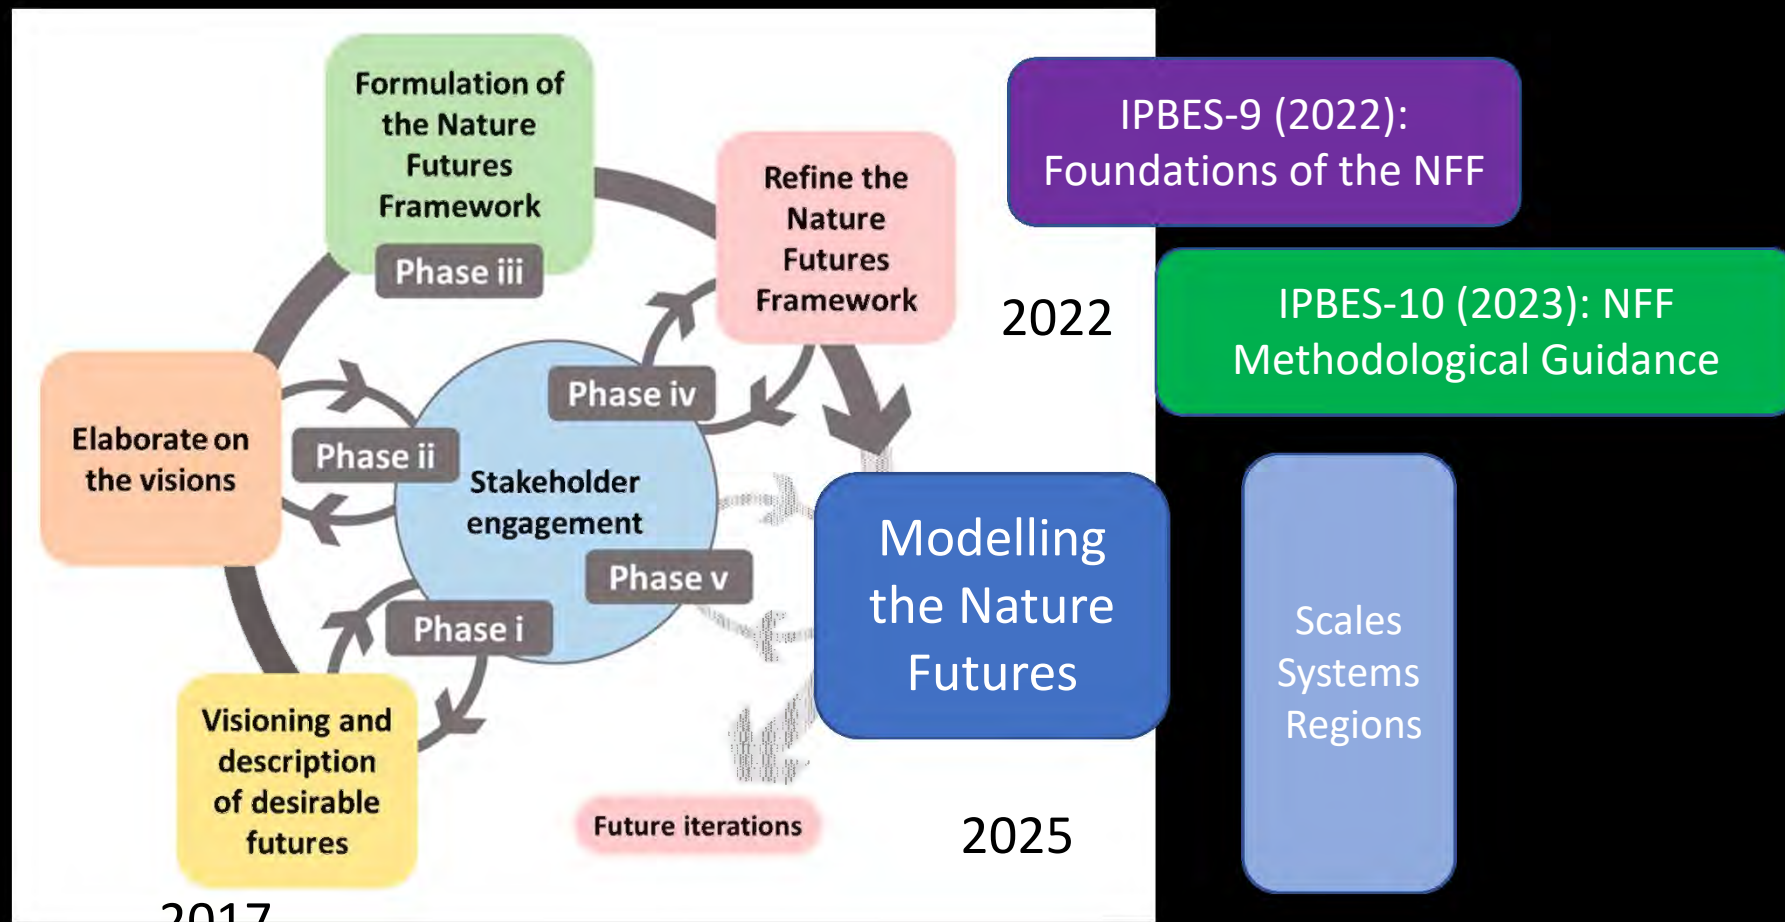 Formulation of
the Nature
Futures
Framework
Phase iii
Refine the
Nature
Futures
Framework
Phase iv
Elaborate on
the visions
Phase ii
Stakeholder
engagement
Phase v
Phase i
Visioning and
description
of desirable
futures
2017
Modelling
the Nature
Futures
Future iterations
2025
2022
IPBES-9 (2022):
Foundations of the NFF
IPBES-10 (2023): NFF
Methodological Guidance
Scales
Systems
Regions